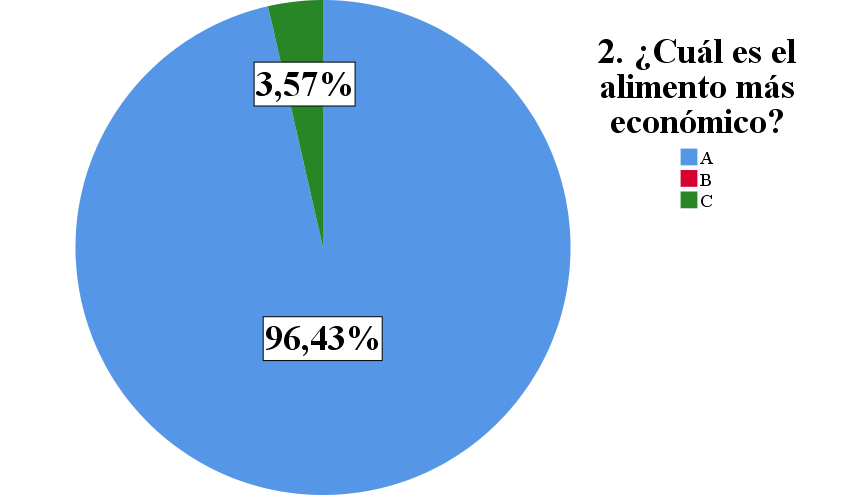 2. ¿Cuál es el
alimento más
económico?
A
B
C
3,57%
96,43%